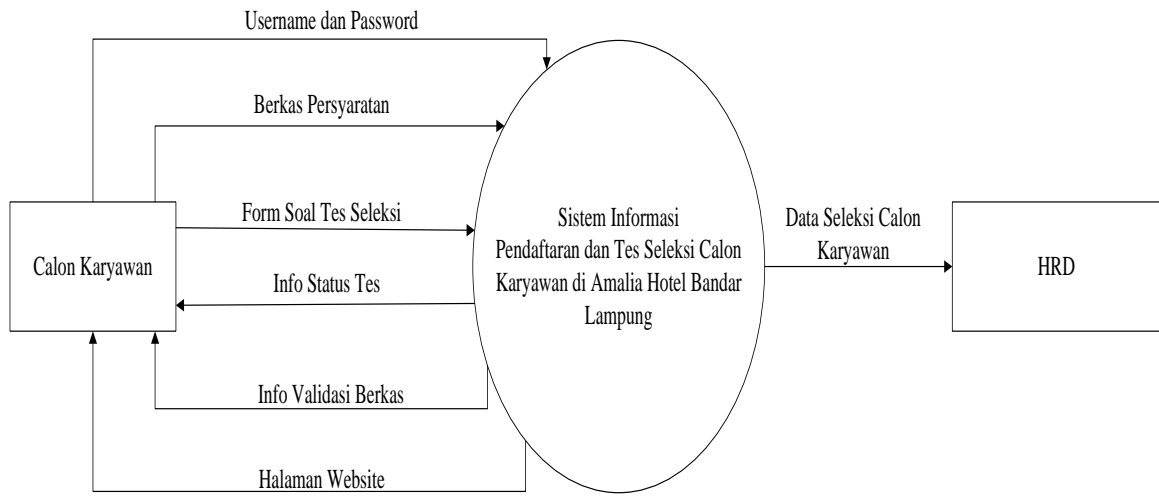 Username dan Password
Berkas Persyaratan
Form Soal Tes Seleksi
Calon Karyawan
Info Status Tes
Info Validasi Berkas
Halaman Website
Sistem Informasi
Pendaftaran dan Tes Seleksi Calon
Karyawan di Amalia Hotel Bandar
Lampung
Data Seleksi Calon
Karyawan
HRD